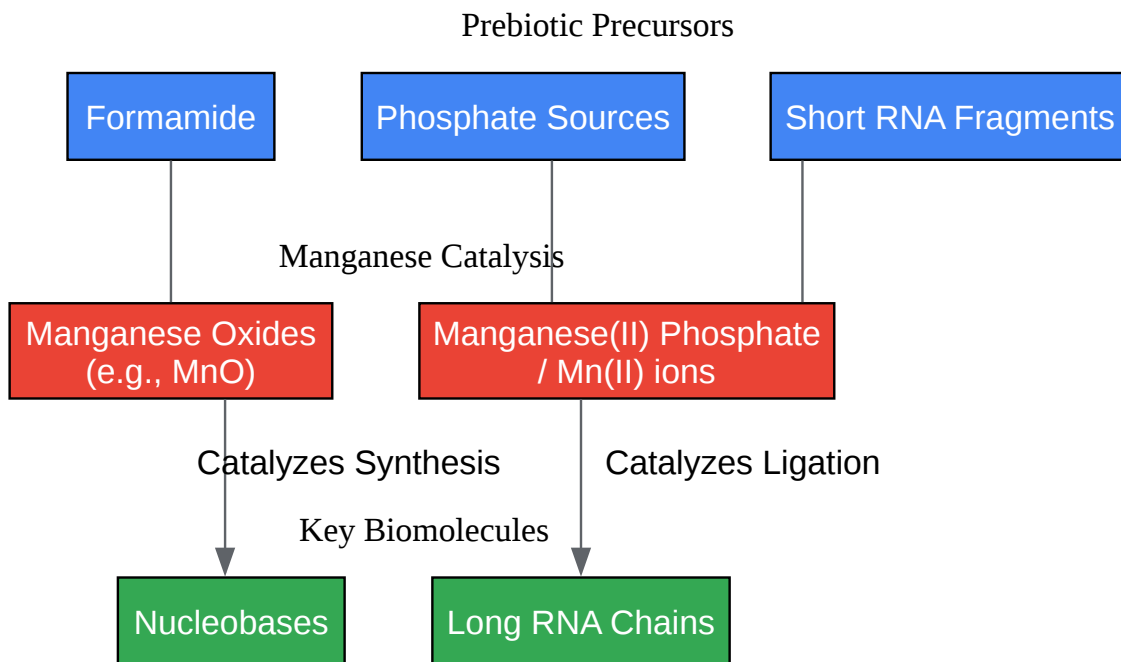 Prebiotic Precursors
Formamide
Phosphate Sources
Short RNA Fragments
Manganese Catalysis
Manganese Oxides
(e.g., MnO)
Manganese(II) Phosphate
/ Mn(II) ions
Catalyzes Synthesis
Catalyzes Ligation
Key Biomolecules
Nucleobases
Long RNA Chains